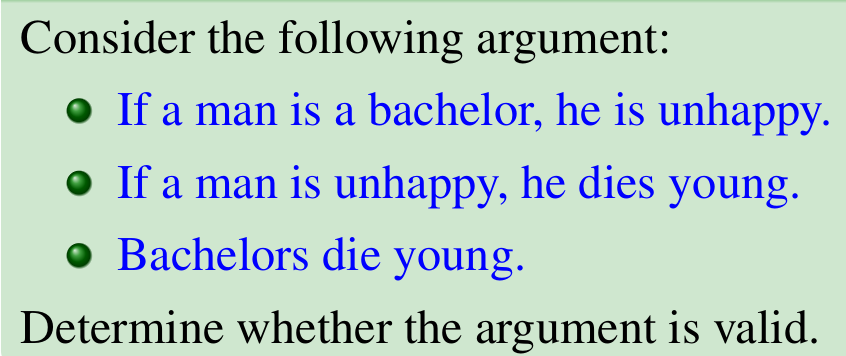 Consider the following argument:
If a man is a bachelor, he is unhappy.
If a man is unhappy, he dies young.
Bachelors die young.
Determine whether the argument is valid.